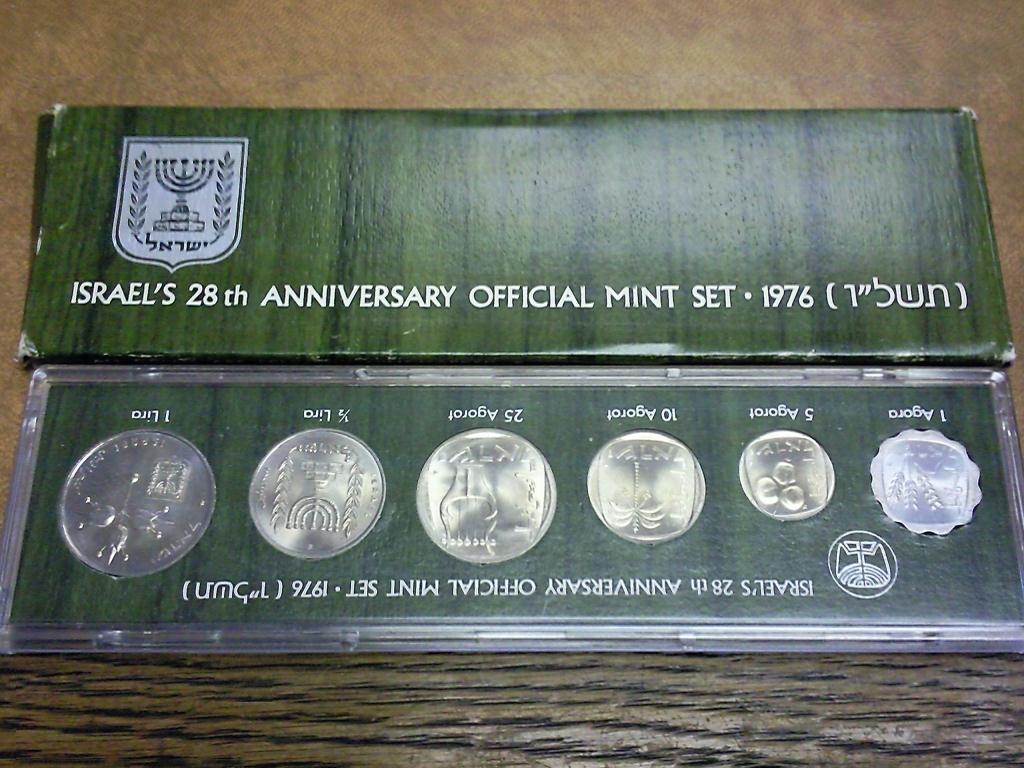 ישראל
ISRAEL'S 28th ANNIVERSARY OFFICIAL MINT SET • 1976 (תשל"ו)
1 Lira ½ Lira 25 Agorot 10 Agorot 5 Agorot 1 Agora
ISRAEL'S 28th ANNIVERSARY OFFICIAL MINT SET • 1976 (תשל"ו)